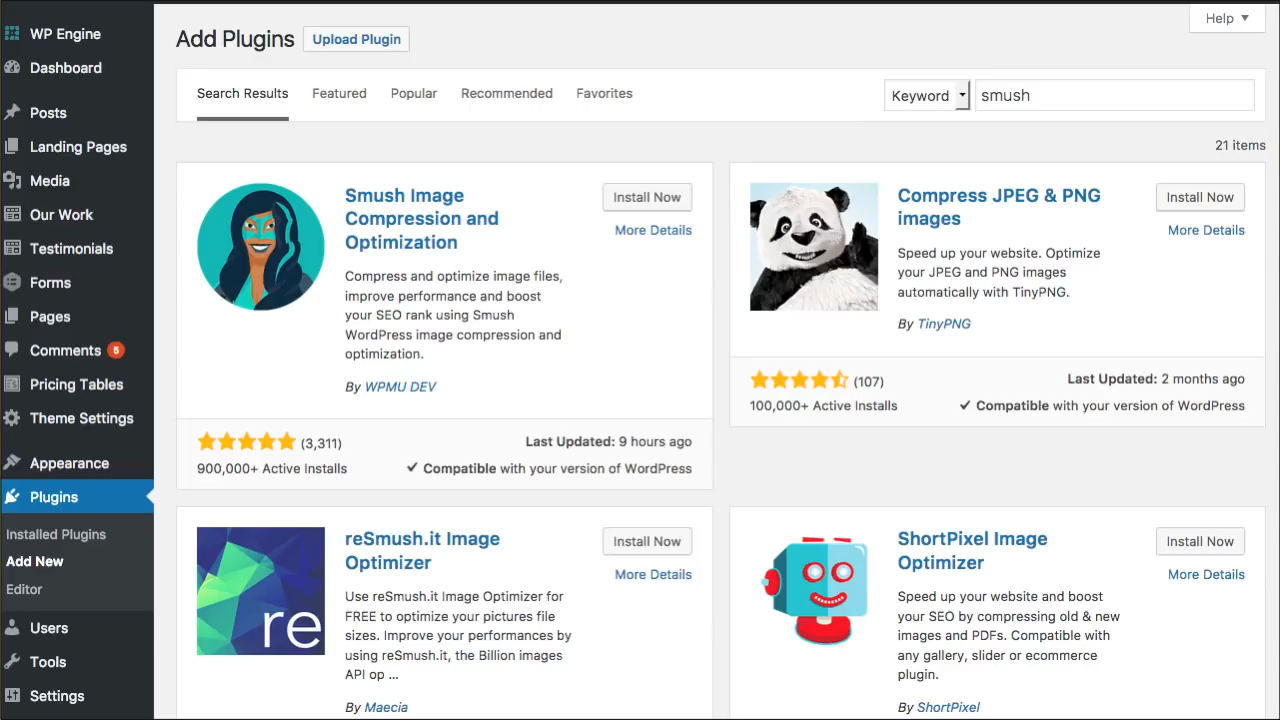 WP Engine
Dashboard
Posts
Landing Pages
Media
Our Work
Testimonials
Forms
Pages
Comments 5
Pricing Tables
Theme Settings
Appearance
Plugins
Installed Plugins
Add New
Editor
Users
Tools
Settings
Help
Add Plugins Upload Plugin
Search Results Featured Popular Recommended Favorites
Keyword smush
21 items
Smush Image
Compression and
Optimization
Install Now
More Details
Compress and optimize image files,
improve performance and boost
your SEO rank using Smush
WordPress image compression and
optimization.
By WPMU DEV
(3,311)
Last Updated: 9 hours ago
900,000+ Active Installs
Compatible with your version of WordPress
Compress JPEG & PNG
images
Install Now
More Details
Speed up your website. Optimize
your JPEG and PNG images
automatically with TinyPNG.
By TinyPNG
(107)
Last Updated: 2 months ago
100,000+ Active Installs
Compatible with your version of WordPress
re
reSmush.it Image
Optimizer
Install Now
More Details
Use reSmush.it Image Optimizer for
FREE to optimize your pictures file
sizes. Improve your performances by
using reSmush.it, the Billion images
API op ...
By Maecia
ShortPixel Image
Optimizer
Install Now
More Details
Speed up your website and boost
your SEO by compressing old & new
images and PDFs. Compatible with
any gallery, slider or ecommerce
plugin.
By ShortPixel